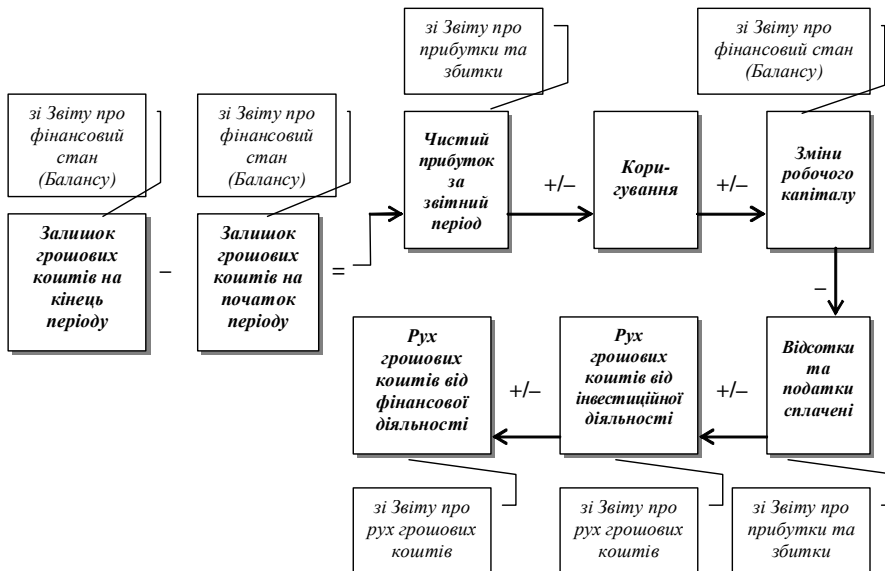 зі Звіту про
прибутки та
збитки
зі Звіту про
фінансовий стан
(Балансу)
зі Звіту про
фінансовий
стан
(Балансу)
зі Звіту про
фінансовий
стан
(Балансу)
Чистий
прибуток
за
звітний
період
+/–
Кори-
гування
+/–
Зміни
робочого
капіталу
Залишок
грошових
коштів на
кінець
періоду
–
Залишок
грошових
коштів на
початок
періоду
=
–
Рух
грошових
коштів від
фінансової
діяльності
+/–
Рух
грошових
коштів від
інвестиційної
діяльності
+/–
Відсотки
та
податки
сплачені
зі Звіту про
рух грошових
коштів
зі Звіту про
рух грошових
коштів
зі Звіту про
прибутки та
збитки